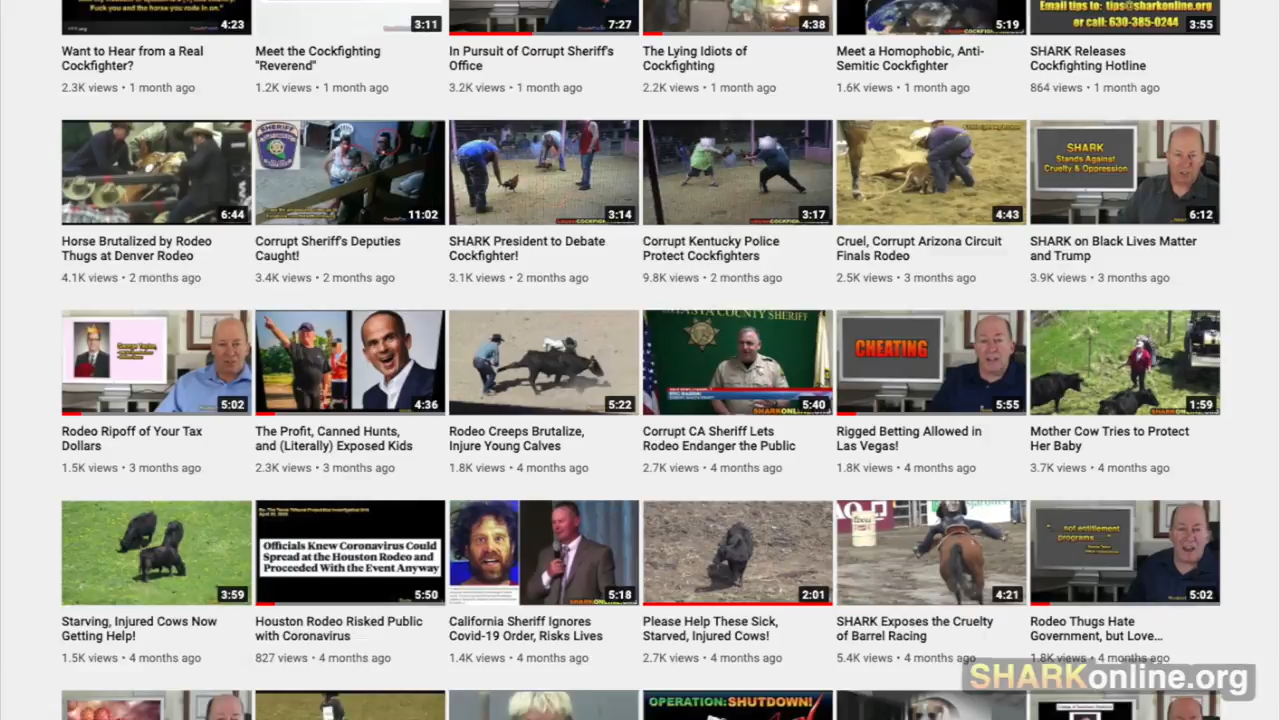 Fuck you and the horse you rode in on."
4:23
3:11
7:27
4:38
5:19
Email tips to: tips@sharkonline.org
or call: 630-385-0244
3:55
Want to Hear from a Real
Cockfighter?
2.3K views • 1 month ago
Meet the Cockfighting
"Reverend"
1.2K views • 1 month ago
In Pursuit of Corrupt Sheriff's
Office
3.2K views • 1 month ago
The Lying Idiots of
Cockfighting
2.2K views • 1 month ago
Meet a Homophobic, Anti-
Semitic Cockfighter
1.6K views • 1 month ago
SHARK Releases
Cockfighting Hotline
864 views • 1 month ago
6:44
SHERIFF
11:02
3:14
3:17
4:43
SHARK
Stands Against
Cruelty & Oppression
6:12
Horse Brutalized by Rodeo
Thugs at Denver Rodeo
4.1K views • 2 months ago
Corrupt Sheriff's Deputies
Caught!
3.4K views • 2 months ago
SHARK President to Debate
Cockfighter!
3.1K views • 2 months ago
Corrupt Kentucky Police
Protect Cockfighters
9.8K views • 2 months ago
Cruel, Corrupt Arizona Circuit
Finals Rodeo
2.5K views • 3 months ago
SHARK on Black Lives Matter
and Trump
3.9K views • 3 months ago
5:02
4:36
5:22
SHASTA COUNTY SHERIFF
5:40
CHEATING
5:55
1:59
Rodeo Ripoff of Your Tax
Dollars
1.5K views • 3 months ago
The Profit, Canned Hunts,
and (Literally) Exposed Kids
2.3K views • 3 months ago
Rodeo Creeps Brutalize,
Injure Young Calves
1.8K views • 4 months ago
Corrupt CA Sheriff Lets
Rodeo Endanger the Public
2.7K views • 4 months ago
Rigged Betting Allowed in
Las Vegas!
1.8K views • 4 months ago
Mother Cow Tries to Protect
Her Baby
3.7K views • 4 months ago
3:59
Officials Knew Coronavirus Could
Spread at the Houston Rodeo and
Proceeded With the Event Anyway
5:50
5:18
2:01
4:21
"not entitlement
programs..."
5:02
Starving, Injured Cows Now
Getting Help!
1.5K views • 4 months ago
Houston Rodeo Risked Public
with Coronavirus
827 views • 4 months ago
California Sheriff Ignores
Covid-19 Order, Risks Lives
1.4K views • 4 months ago
Please Help These Sick,
Starved, Injured Cows!
2.7K views • 4 months ago
SHARK Exposes the Cruelty
of Barrel Racing
5.4K views • 4 months ago
Rodeo Thugs Hate
Government, but Love...
1.8K views • 4 months ago
SHARKonline.org
OPERATION: SHUTDOWN!